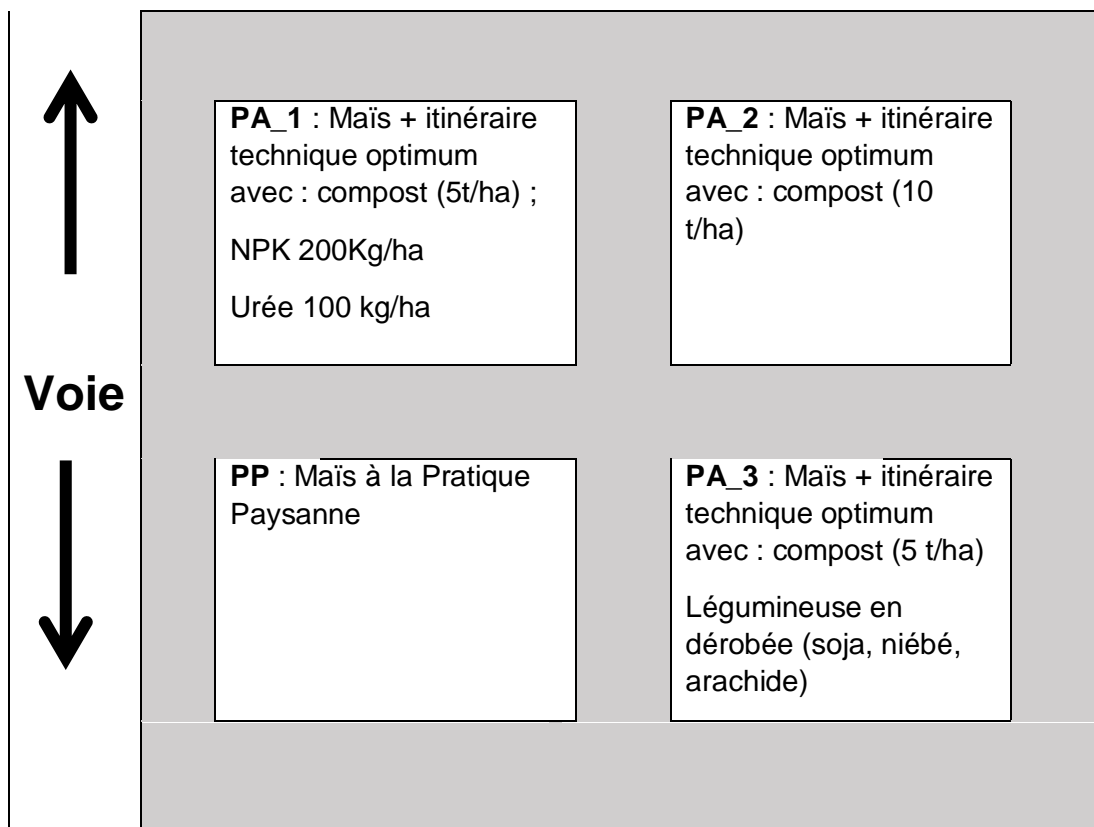 PA_1 : Maïs + itinéraire
technique optimum
avec : compost (5t/ha) ;
NPK 200Kg/ha
Urée 100 kg/ha
PA_2 : Maïs + itinéraire
technique optimum
avec : compost (10
t/ha)
Voie
PP : Maïs à la Pratique
Paysanne
PA_3 : Maïs + itinéraire
technique optimum
avec : compost (5 t/ha)
Légumineuse en
dérobée (soja, niébé,
arachide)